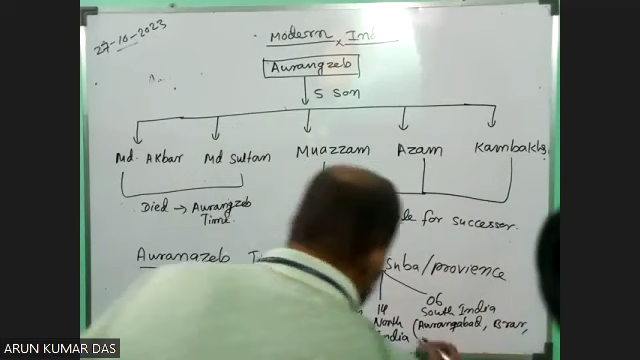 27-10-2023
Modern Ind
Aurangzeb
5 Son
Md. Akbar Md Sultan Muazzam Azam Kambakhs
Died → Aurangzeb
Time
for successor.
Aurangzeb T
Suba/provience
14
North
India
06
South India
(Aurangabad, Brar,
ARUN KUMAR DAS